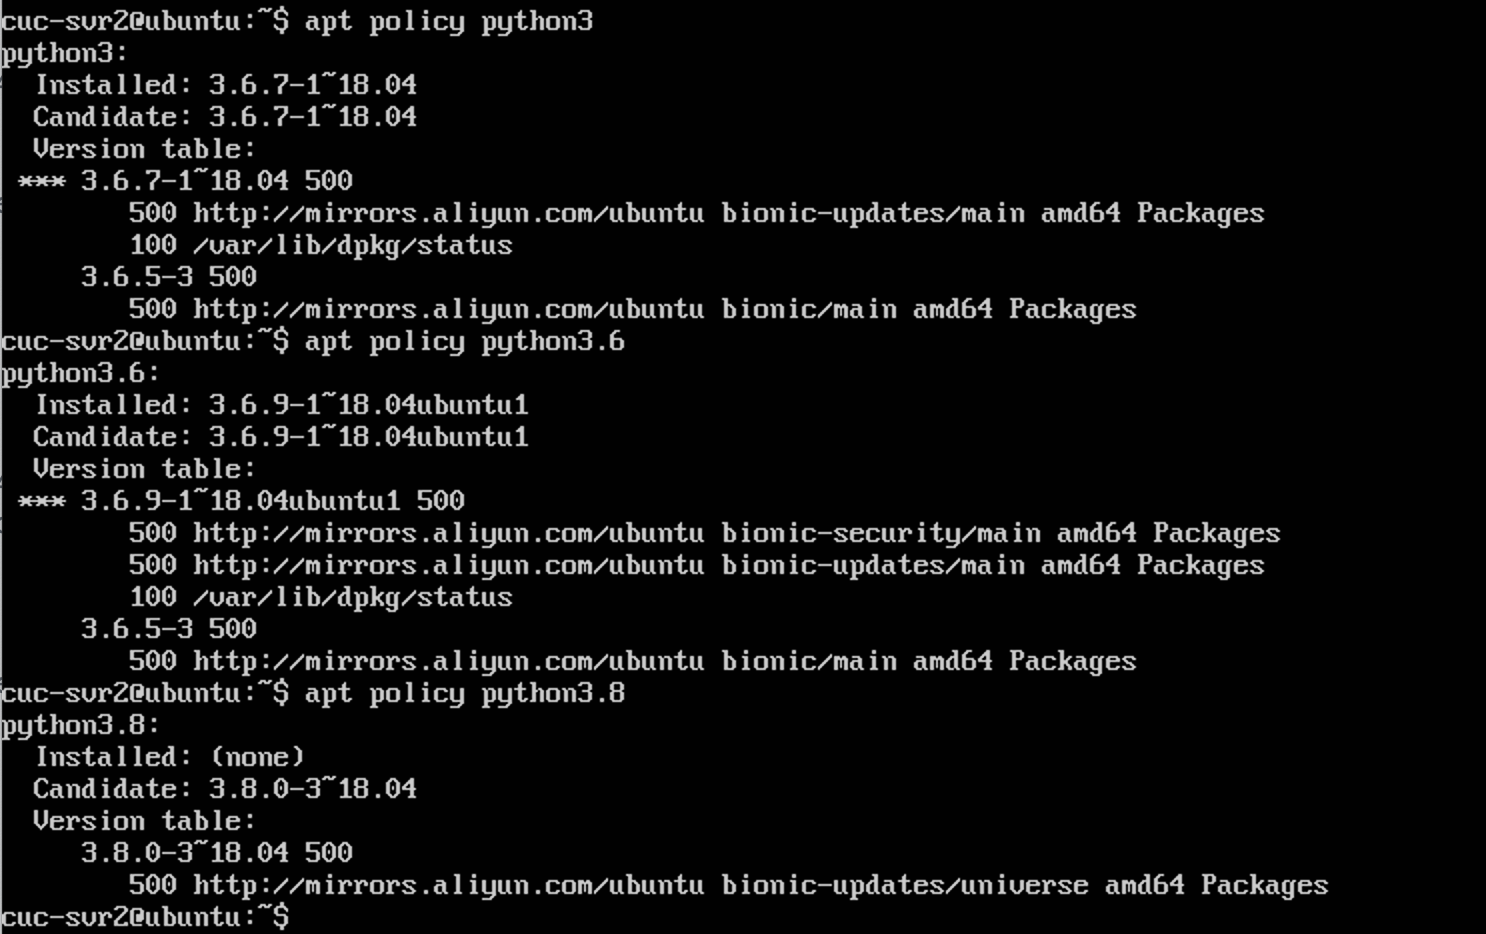 cuc-svr2@ubuntu:~$ apt policy python3
python3:
  Installed: 3.6.7-1~18.04
  Candidate: 3.6.7-1~18.04
  Version table:
 *** 3.6.7-1~18.04 500
        500 http://mirrors.aliyun.com/ubuntu bionic-updates/main amd64 Packages
        100 /var/lib/dpkg/status
     3.6.5-3 500
        500 http://mirrors.aliyun.com/ubuntu bionic/main amd64 Packages
cuc-svr2@ubuntu:~$ apt policy python3.6
python3.6:
  Installed: 3.6.9-1~18.04ubuntu1
  Candidate: 3.6.9-1~18.04ubuntu1
  Version table:
 *** 3.6.9-1~18.04ubuntu1 500
        500 http://mirrors.aliyun.com/ubuntu bionic-security/main amd64 Packages
        500 http://mirrors.aliyun.com/ubuntu bionic-updates/main amd64 Packages
        100 /var/lib/dpkg/status
     3.6.5-3 500
        500 http://mirrors.aliyun.com/ubuntu bionic/main amd64 Packages
cuc-svr2@ubuntu:~$ apt policy python3.8
python3.8:
  Installed: (none)
  Candidate: 3.8.0-3~18.04
  Version table:
     3.8.0-3~18.04 500
        500 http://mirrors.aliyun.com/ubuntu bionic-updates/universe amd64 Packages
cuc-svr2@ubuntu:~$